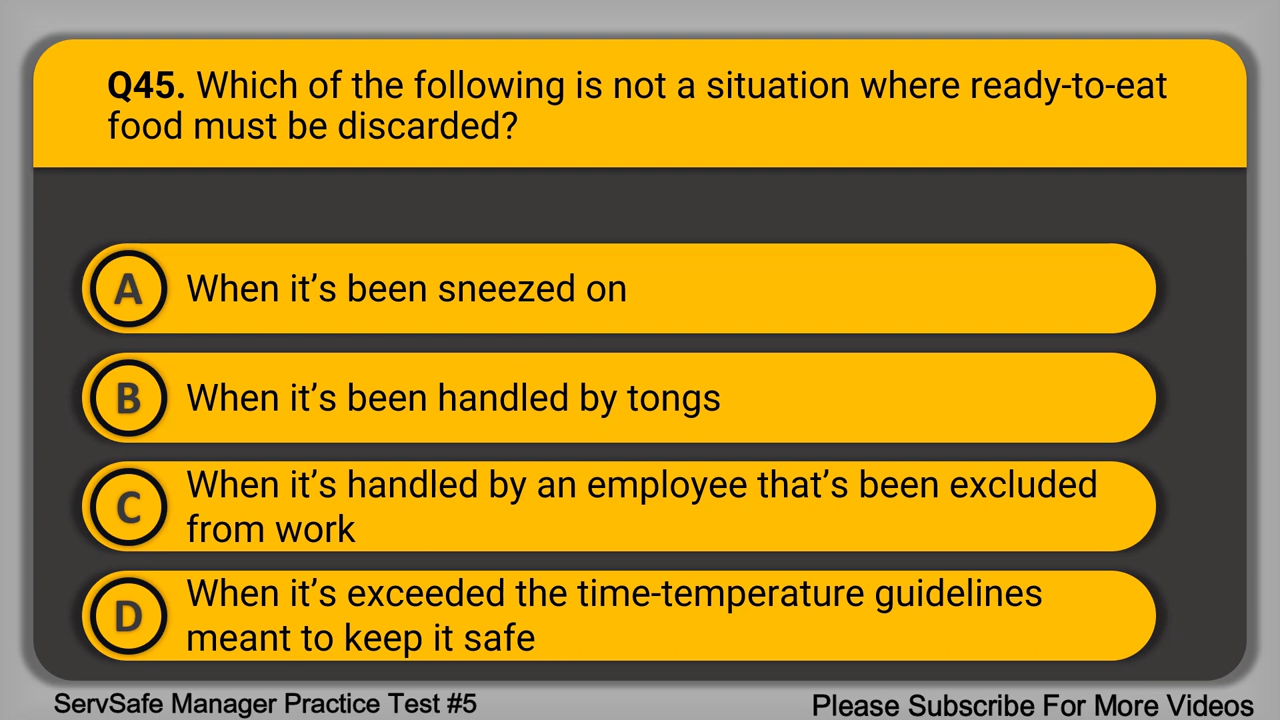 Q45. Which of the following is not a situation where ready-to-eat
food must be discarded?
A When it’s been sneezed on
B When it’s been handled by tongs
C When it’s handled by an employee that’s been excluded
from work
D When it’s exceeded the time-temperature guidelines
meant to keep it safe
ServSafe Manager Practice Test #5
Please Subscribe For More Videos